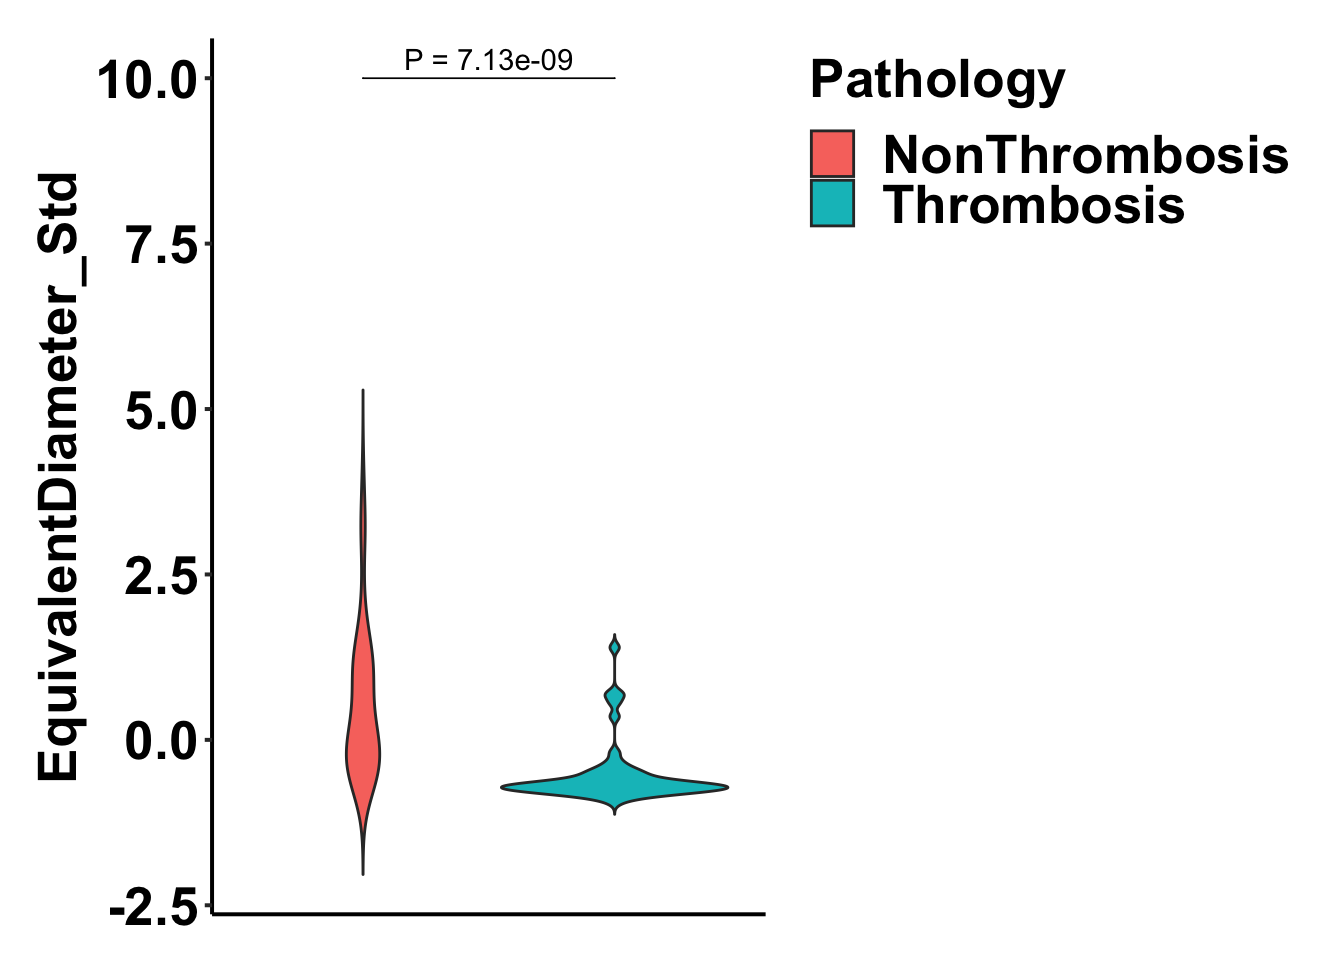 P = 7.13e-09
10.0
7.5
5.0
2.5
0.0
-2.5
EquivalentDiameter_Std
Pathology
NonThrombosis
Thrombosis